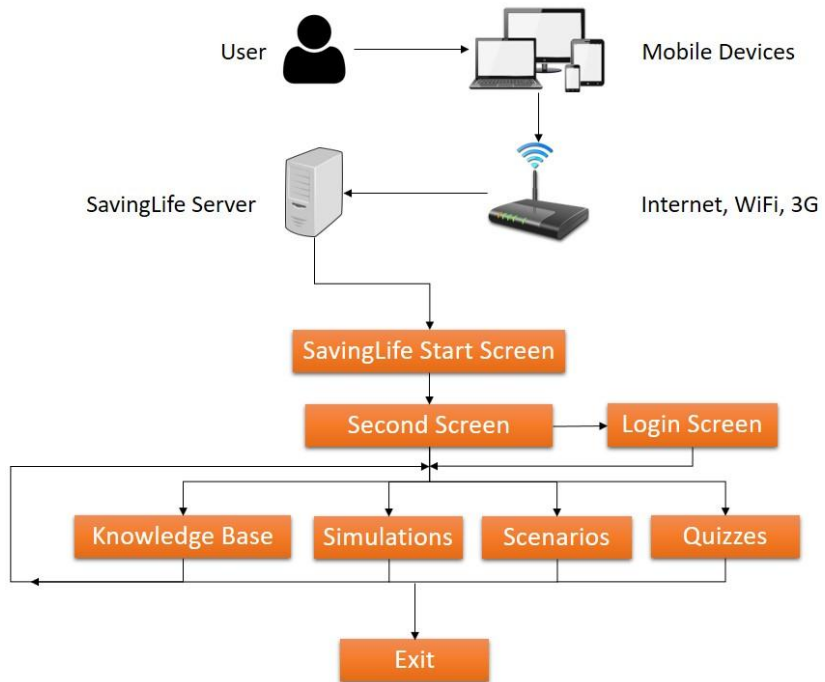 User
Mobile Devices
SavingLife Server
Internet, WiFi, 3G
SavingLife Start Screen
Second Screen
Login Screen
Knowledge Base
Simulations
Scenarios
Quizzes
Exit